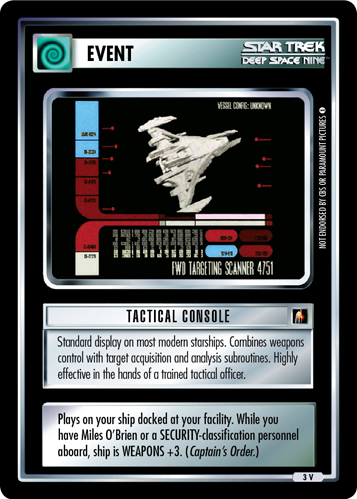 EVENT
STAR TREK
DEEP SPACE NINE
VESSEL CONFIG: UNKNOWN
FWD TARGETING SCANNER 4751
NOT ENDORSED BY CBS OR PARAMOUNT PICTURES
TACTICAL CONSOLE
Standard display on most modern starships. Combines weapons
control with target acquisition and analysis subroutines. Highly
effective in the hands of a trained tactical officer.
Plays on your ship docked at your facility. While you
have Miles O'Brien or a SECURITY-classification personnel
aboard, ship is WEAPONS +3. (Captain's Order.)
3 V